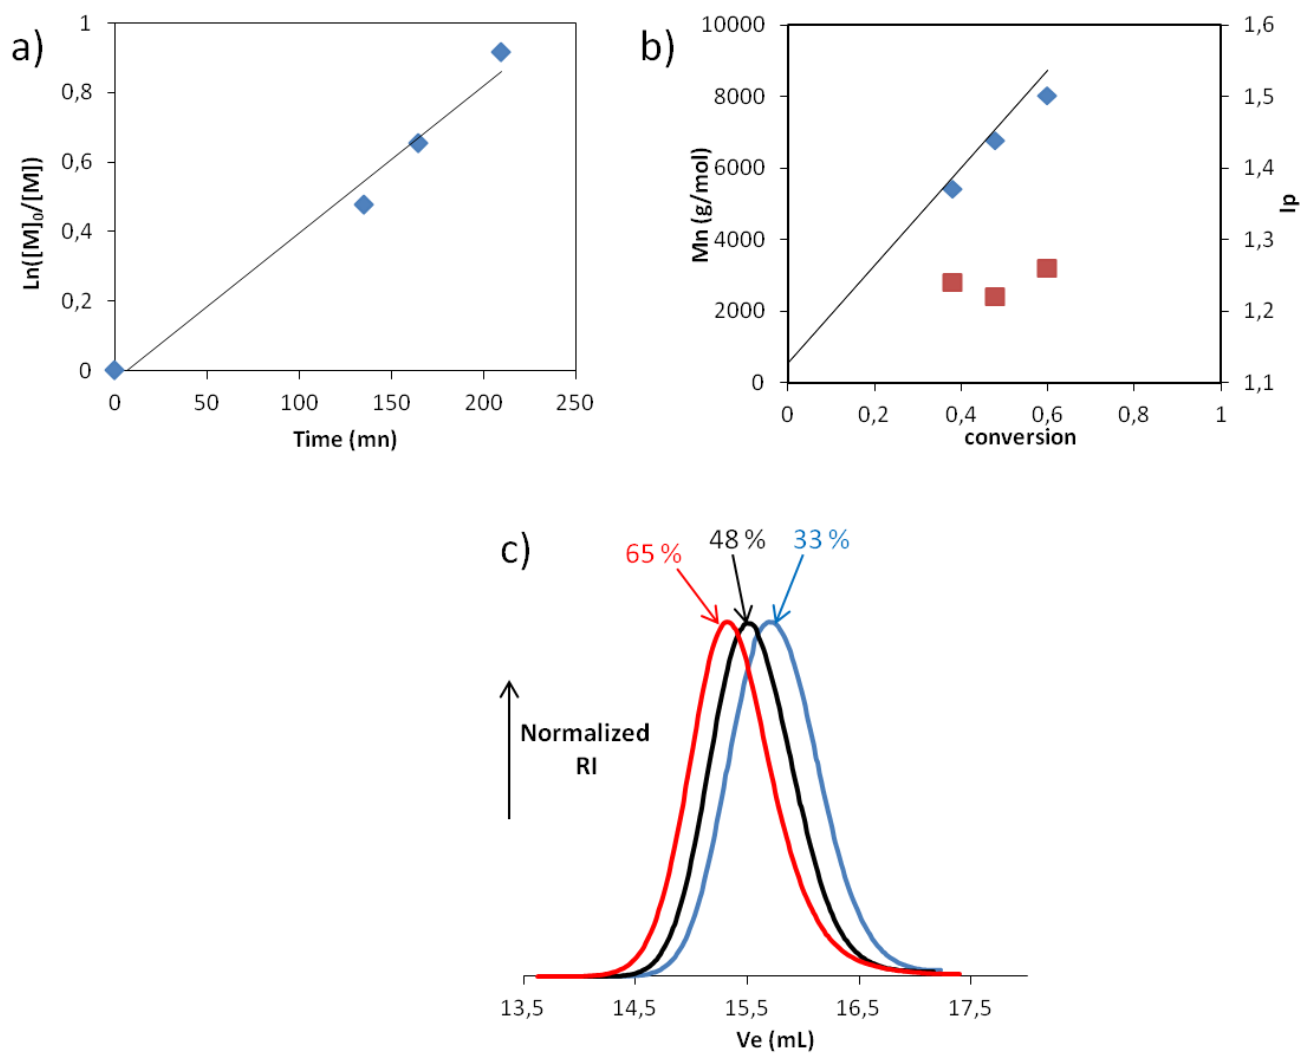 a)
1
0,8
0,6
0,4
0,2
0
Ln([M]₀/[M])
0 50 100 150 200 250
Time (mn)
b)
10000
8000
6000
4000
2000
0
Mn (g/mol)
1,6
1,5
1,4
1,3
1,2
1,1
Ip
0 0,2 0,4 0,6 0,8 1
conversion
c)
65 % 48 % 33 %
Normalized
RI
13,5 14,5 15,5 16,5 17,5
Ve (mL)